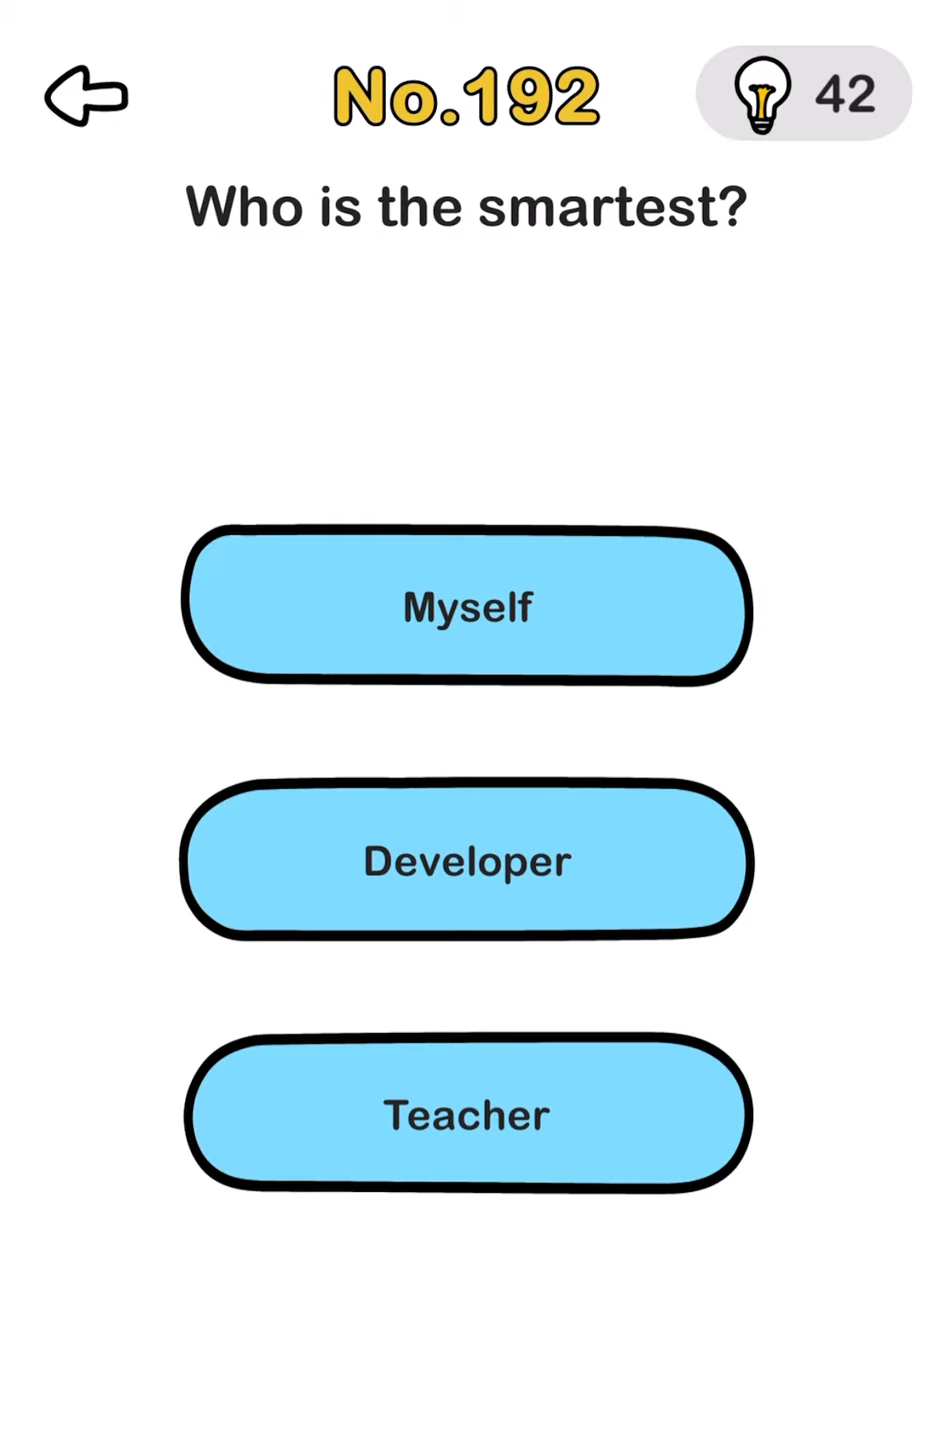 No.192
42
Who is the smartest?
Myself
Developer
Teacher